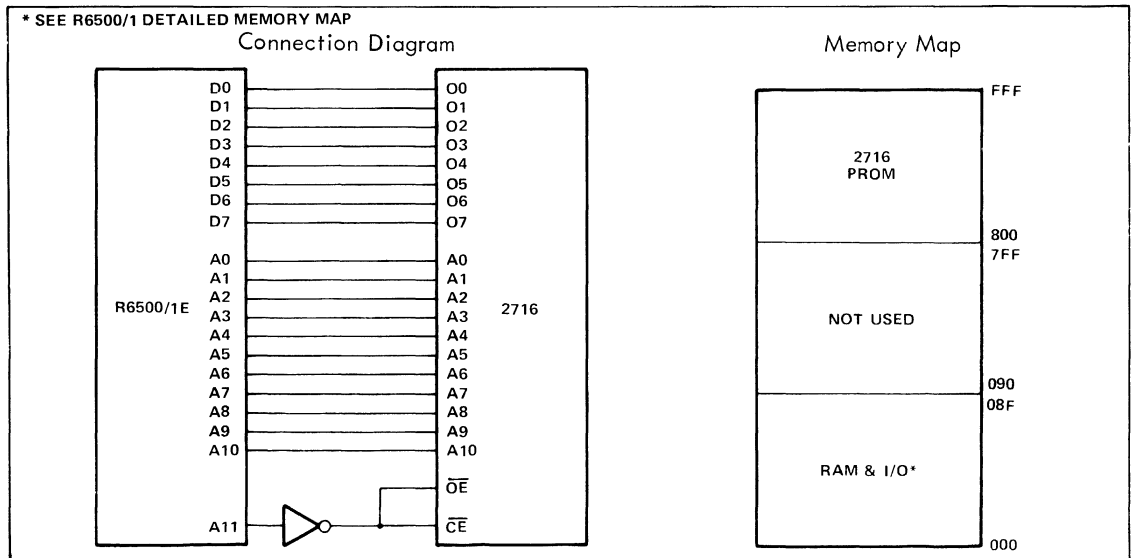 * SEE R6500/1 DETAILED MEMORY MAP
Connection Diagram
R6500/1E
D0
D1
D2
D3
D4
D5
D6
D7
A0
A1
A2
A3
A4
A5
A6
A7
A8
A9
A10
A11
2716
O0
O1
O2
O3
O4
O5
O6
O7
A0
A1
A2
A3
A4
A5
A6
A7
A8
A9
A10
OE
CE
Memory Map
FFF
2716
PROM
800
7FF
NOT USED
090
08F
RAM & I/O*
000